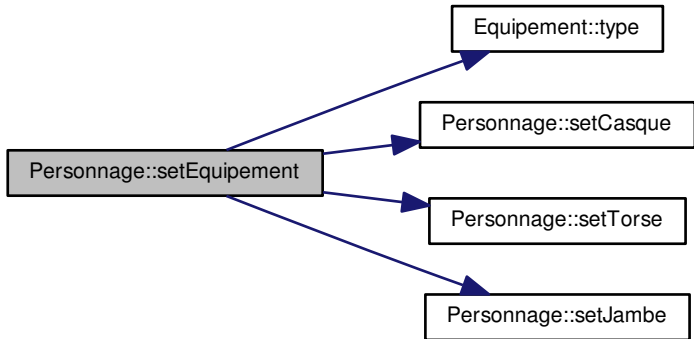 Equipement::type
Personnage::setCasque
Personnage::setEquipement
Personnage::setTorse
Personnage::setJambe